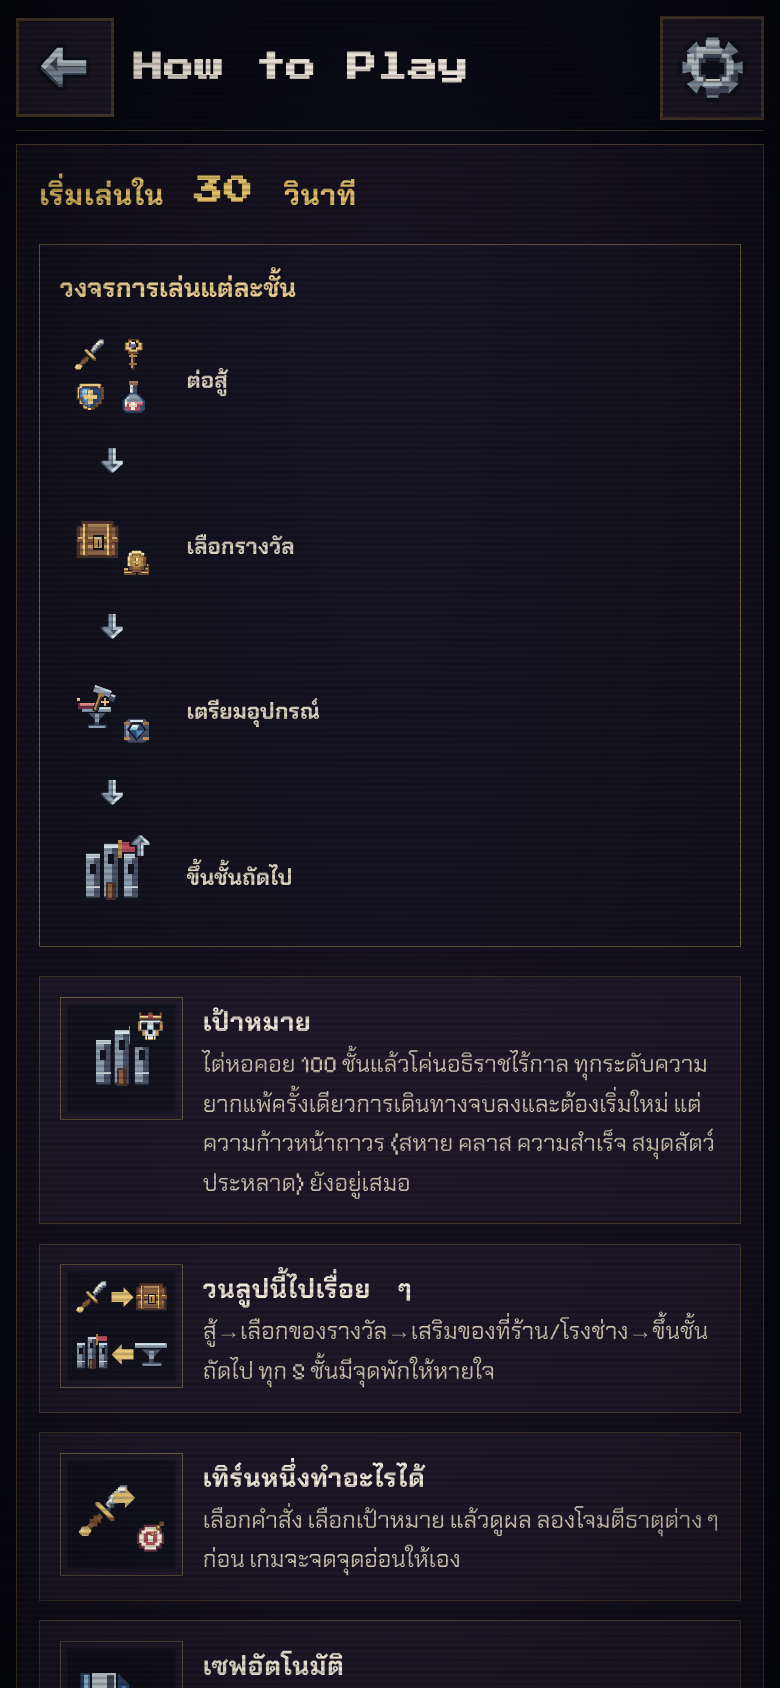 How to Play
เริ่มเล่นใน 30 วินาที
วงจรการเล่นแต่ละชั้น
ต่อสู้
เลือกรางวัล
เตรียมอุปกรณ์
ขึ้นชั้นถัดไป
เป้าหมาย
ไต่หอคอย 100 ชั้นแล้วโค่นอธิราชไร้กาล ทุกระดับความ
ยากแพ้ครั้งเดียวการเดินทางจบลงและต้องเริ่มใหม่ แต่
ความก้าวหน้าถาวร (สหาย คลาส ความสำเร็จ สมุดสัตว์
ประหลาด) ยังอยู่เสมอ
วนลูปนี้ไปเรื่อย ๆ
สู้→เลือกของรางวัล→เสริมของที่ร้าน/โรงช่าง→ขึ้นชั้น
ถัดไป ทุก ชั้นมีจุดพักให้หายใจ
เทิร์นหนึ่งทำอะไรได้
เลือกคำสั่ง เลือกเป้าหมาย แล้วดูผล ลองโจมตีธาตุต่าง ๆ
ก่อน เกมจะจดจุดอ่อนให้เอง
เซฟอัตโนมัติ